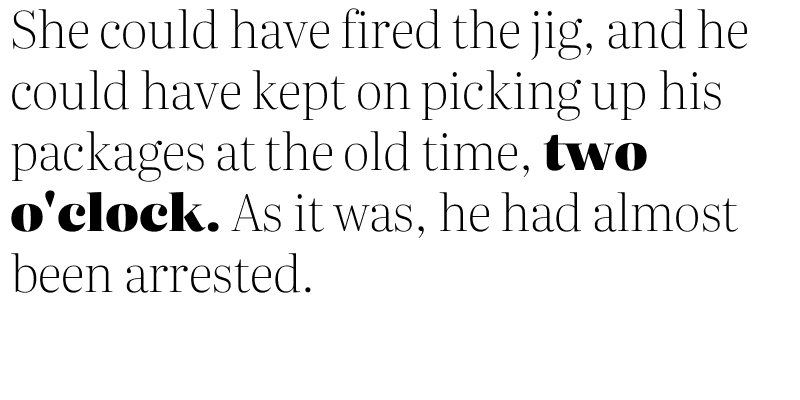 She could have fired the jig, and he
could have kept on picking up his
packages at the old time, two
o'clock. As it was, he had almost
been arrested.